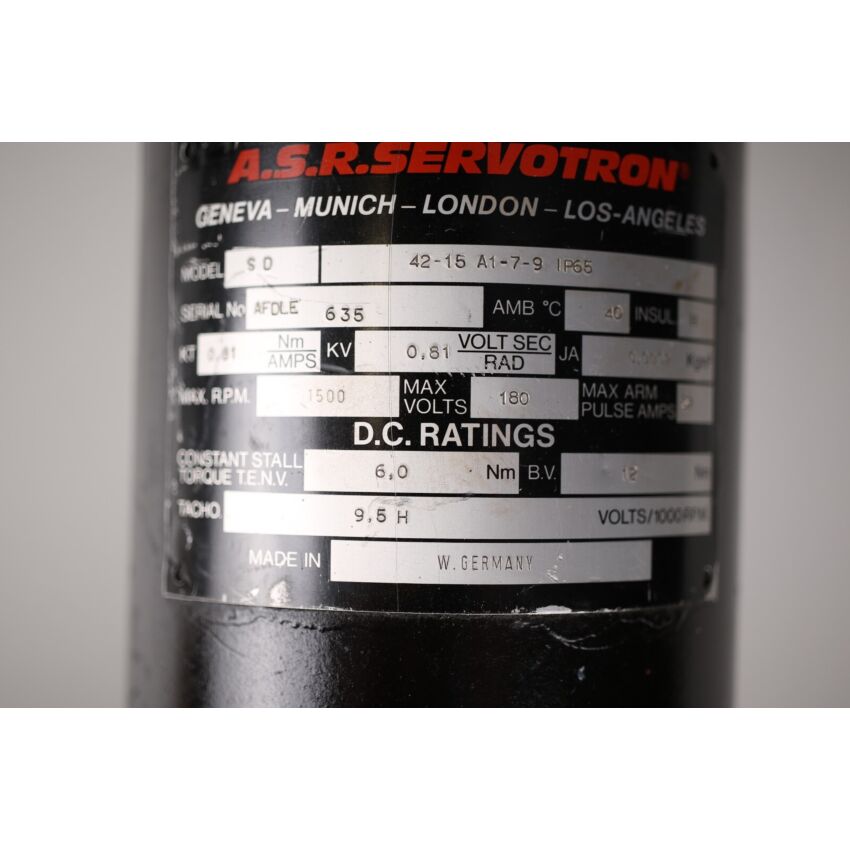 A.S.R.SERVOTRON®
GENEVA – MUNICH – LONDON – LOS-ANGELES
MODEL SD 42-15 A1-7-9 IP65
SERIAL No AFDLE 635 AMB °C 40 INSUL.
KT 0,81 Nm/AMPS KV 0,81 VOLT SEC/RAD JA Kgm²
MAX. R.P.M. 1500 MAX VOLTS 180 MAX ARM PULSE AMPS
D.C. RATINGS
CONSTANT STALL TORQUE T.E.N.V. 6,0 Nm B.V. 12
TACHO. 9,5 H VOLTS/1000RPM
MADE IN W.GERMANY